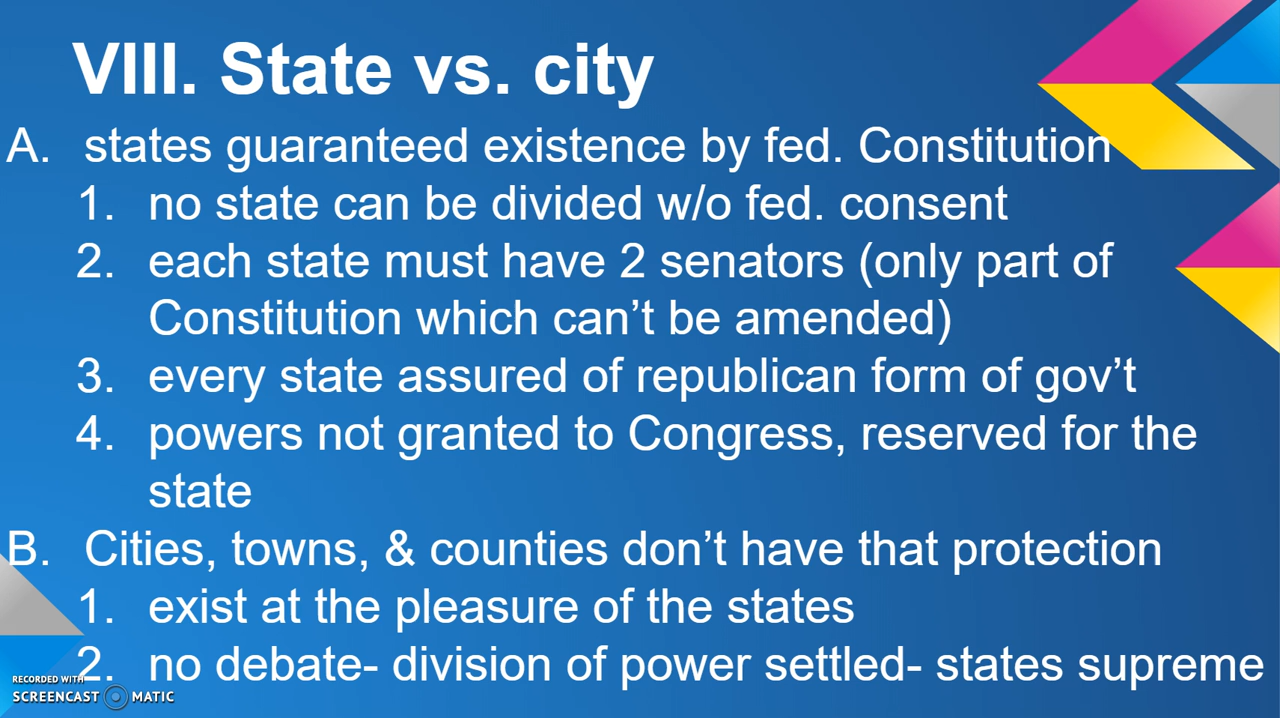 VIII. State vs. city
A. states guaranteed existence by fed. Constitution
1. no state can be divided w/o fed. consent
2. each state must have 2 senators (only part of
Constitution which can’t be amended)
3. every state assured of republican form of gov’t
4. powers not granted to Congress, reserved for the
state
B. Cities, towns, & counties don’t have that protection
1. exist at the pleasure of the states
2. no debate- division of power settled- states supreme
RECORDED WITH
SCREENCAST MATIC